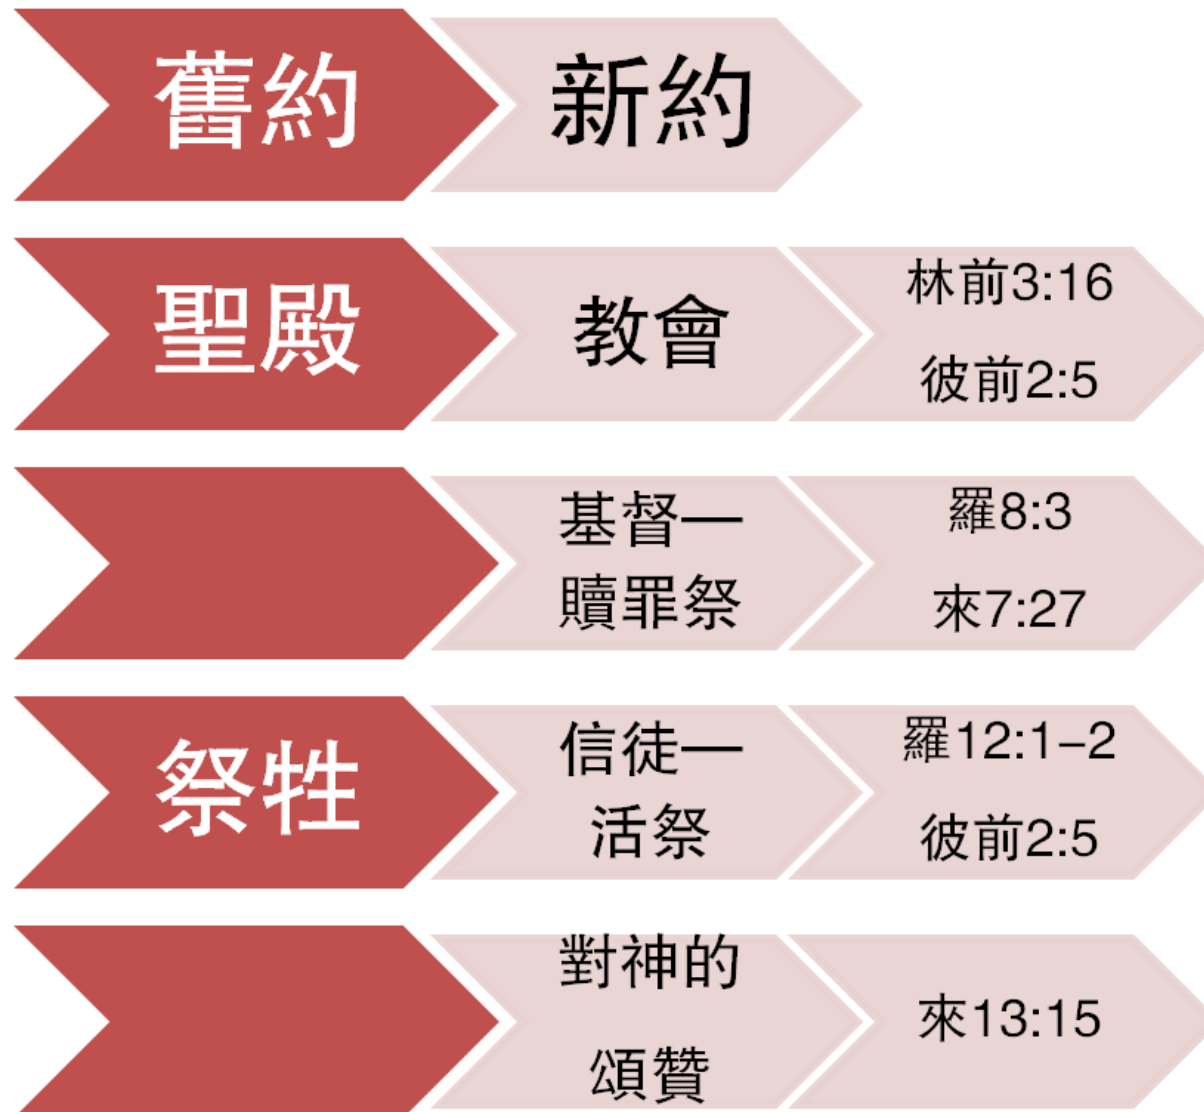 舊約
新約
聖殿
教會
林前3:16
彼前2:5
基督—
贖罪祭
羅8:3
來7:27
祭牲
信徒—
活祭
羅12:1–2
彼前2:5
對神的
頌贊
來13:15